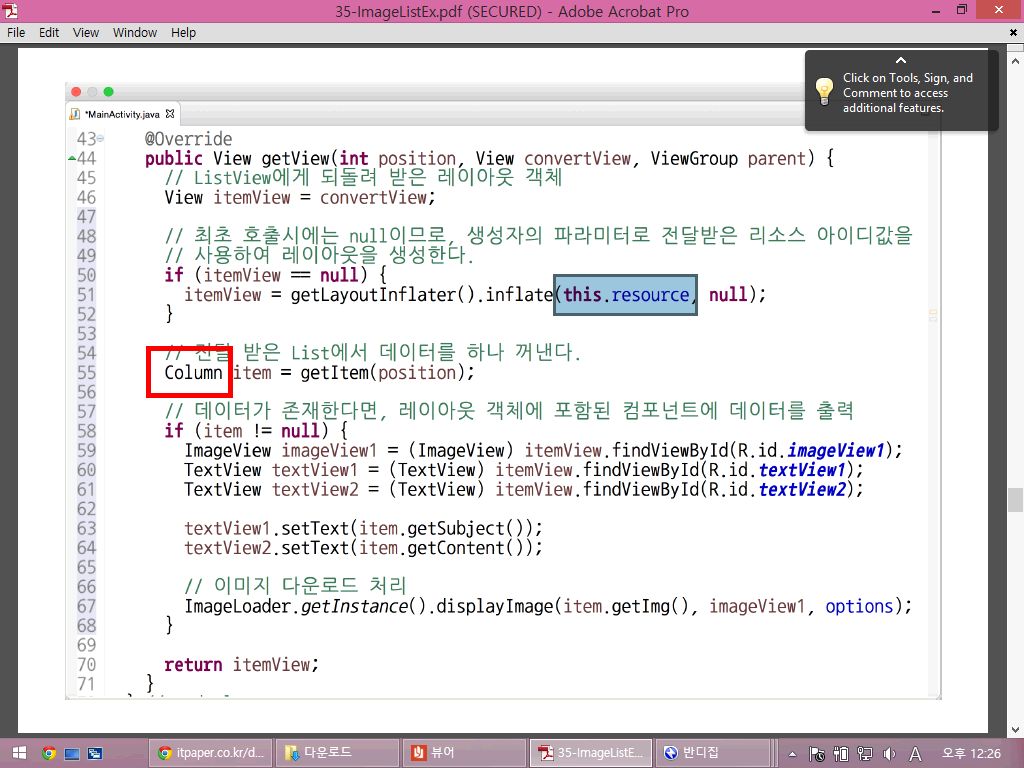 35-ImageListEx.pdf (SECURED) - Adobe Acrobat Pro
File Edit View Window Help
Click on Tools, Sign, and
Comment to access
additional features.
*MainActivity.java
43 @Override
44 public View getView(int position, View convertView, ViewGroup parent) {
45 // ListView에게 되돌려 받은 레이아웃 객체
46 View itemView = convertView;
47
48 // 최초 호출시에는 null이므로, 생성자의 파라미터로 전달받은 리소스 아이디값을
49 // 사용하여 레이아웃을 생성한다.
50 if (itemView == null) {
51 itemView = getLayoutInflater().inflate(this.resource, null);
52 }
53
54 // 전달 받은 List에서 데이터를 하나 꺼낸다.
55 Column item = getItem(position);
56
57 // 데이터가 존재한다면, 레이아웃 객체에 포함된 컴포넌트에 데이터를 출력
58 if (item != null) {
59 ImageView imageView1 = (ImageView) itemView.findViewById(R.id.imageView1);
60 TextView textView1 = (TextView) itemView.findViewById(R.id.textView1);
61 TextView textView2 = (TextView) itemView.findViewById(R.id.textView2);
62
63 textView1.setText(item.getSubject());
64 textView2.setText(item.getContent());
65
66 // 이미지 다운로드 처리
67 ImageLoader.getInstance().displayImage(item.getImg(), imageView1, options);
68 }
69
70 return itemView;
71 }
itpaper.co.kr/d... 다운로드 뷰어 35-ImageListE... 반디집 A 오후 12:26